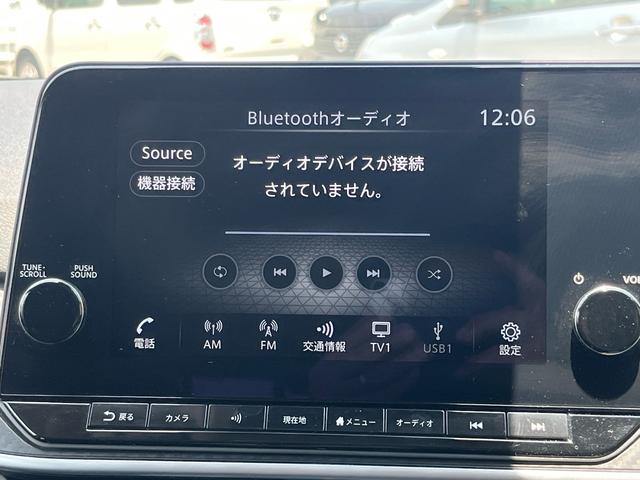 Bluetoothオーディオ
12:06
Source
機器接続
オーディオデバイスが接続
されていません。
TUNE・
SCROLL
PUSH
SOUND
VOL
電話
AM
FM
交通情報
TV1
USB1
設定
戻る
カメラ
現在地
メニュー
オーディオ